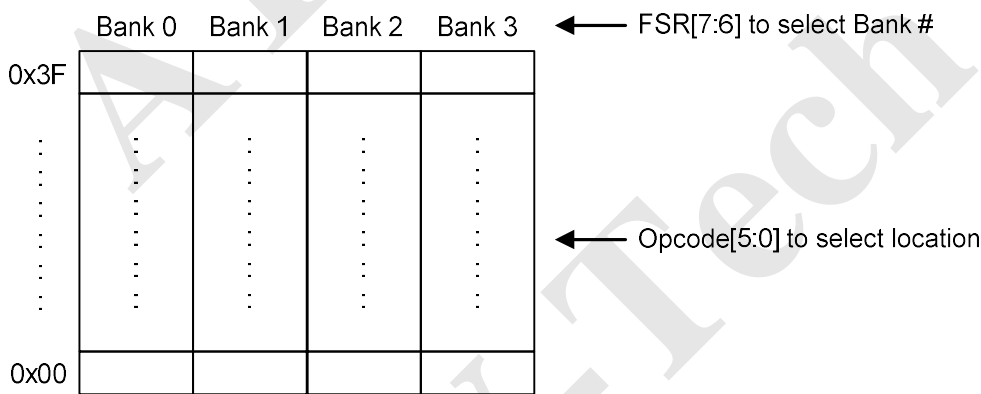 Bank 0 Bank 1 Bank 2 Bank 3 FSR[7:6] to select Bank #
0x3F
Opcode[5:0] to select location
0x00